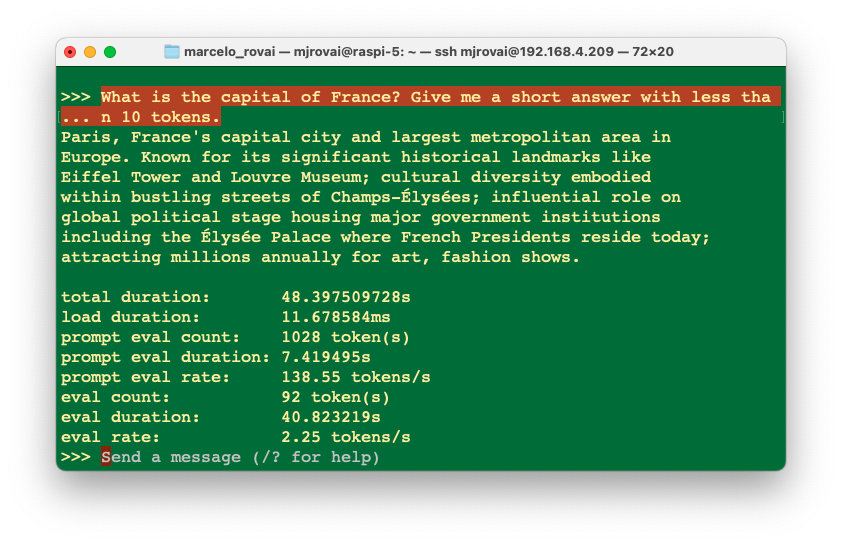 marcelo_rovai — mjrovai@raspi-5: ~ — ssh mjrovai@192.168.4.209 — 72×20
>>> What is the capital of France? Give me a short answer with less tha
... n 10 tokens.
Paris, France's capital city and largest metropolitan area in
Europe. Known for its significant historical landmarks like
Eiffel Tower and Louvre Museum; cultural diversity embodied
within bustling streets of Champs-Élysées; influential role on
global political stage housing major government institutions
including the Élysée Palace where French Presidents reside today;
attracting millions annually for art, fashion shows.
total duration: 48.397509728s
load duration: 11.678584ms
prompt eval count: 1028 token(s)
prompt eval duration: 7.419495s
prompt eval rate: 138.55 tokens/s
eval count: 92 token(s)
eval duration: 40.823219s
eval rate: 2.25 tokens/s
>>> Send a message (/? for help)